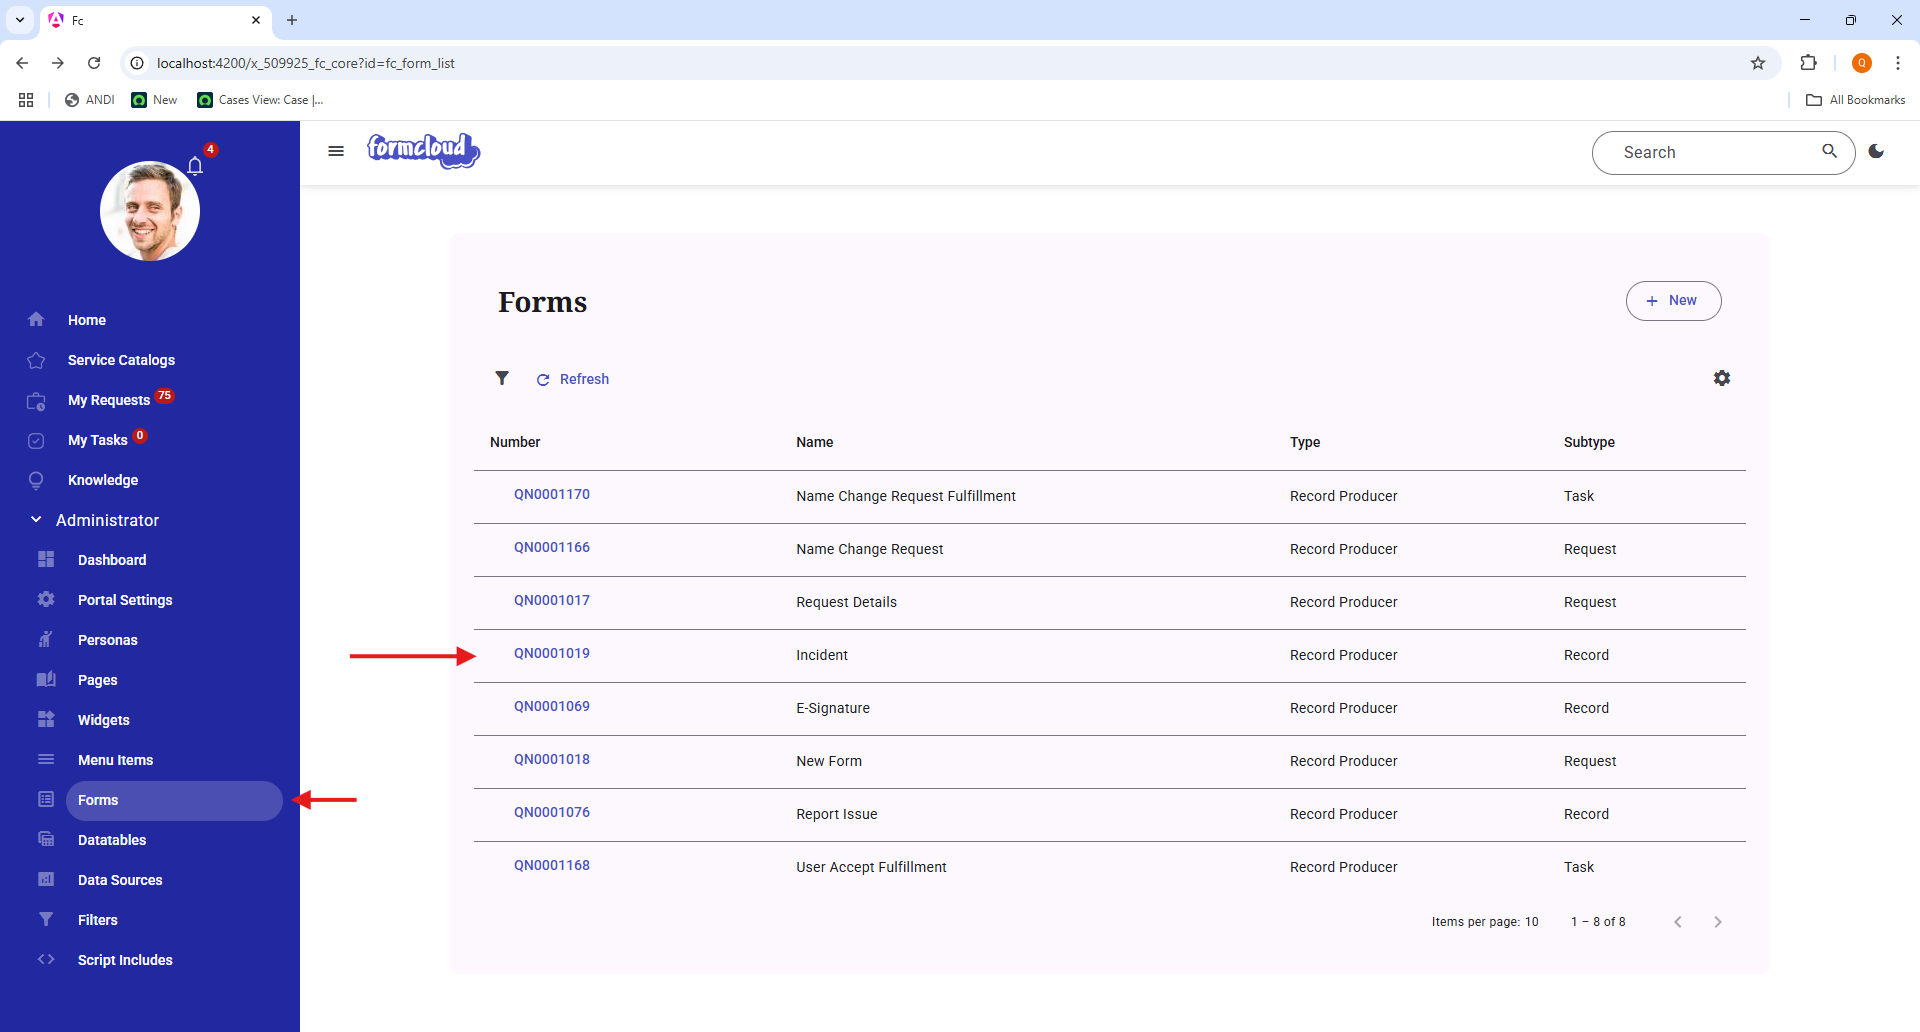 Fc
localhost:4200/x_509925_fc_core?id=fc_form_list
Q
ANDI
New
Cases View: Case |...
All Bookmarks
4
formcloud
Search
Home
Service Catalogs
My Requests 75
My Tasks 0
Knowledge
Administrator
Dashboard
Portal Settings
Personas
Pages
Widgets
Menu Items
Forms
Datatables
Data Sources
Filters
Script Includes
Forms
+ New
Refresh
Number Name Type Subtype
QN0001170 Name Change Request Fulfillment Record Producer Task
QN0001166 Name Change Request Record Producer Request
QN0001017 Request Details Record Producer Request
QN0001019 Incident Record Producer Record
QN0001069 E-Signature Record Producer Record
QN0001018 New Form Record Producer Request
QN0001076 Report Issue Record Producer Record
QN0001168 User Accept Fulfillment Record Producer Task
Items per page: 10 1 – 8 of 8